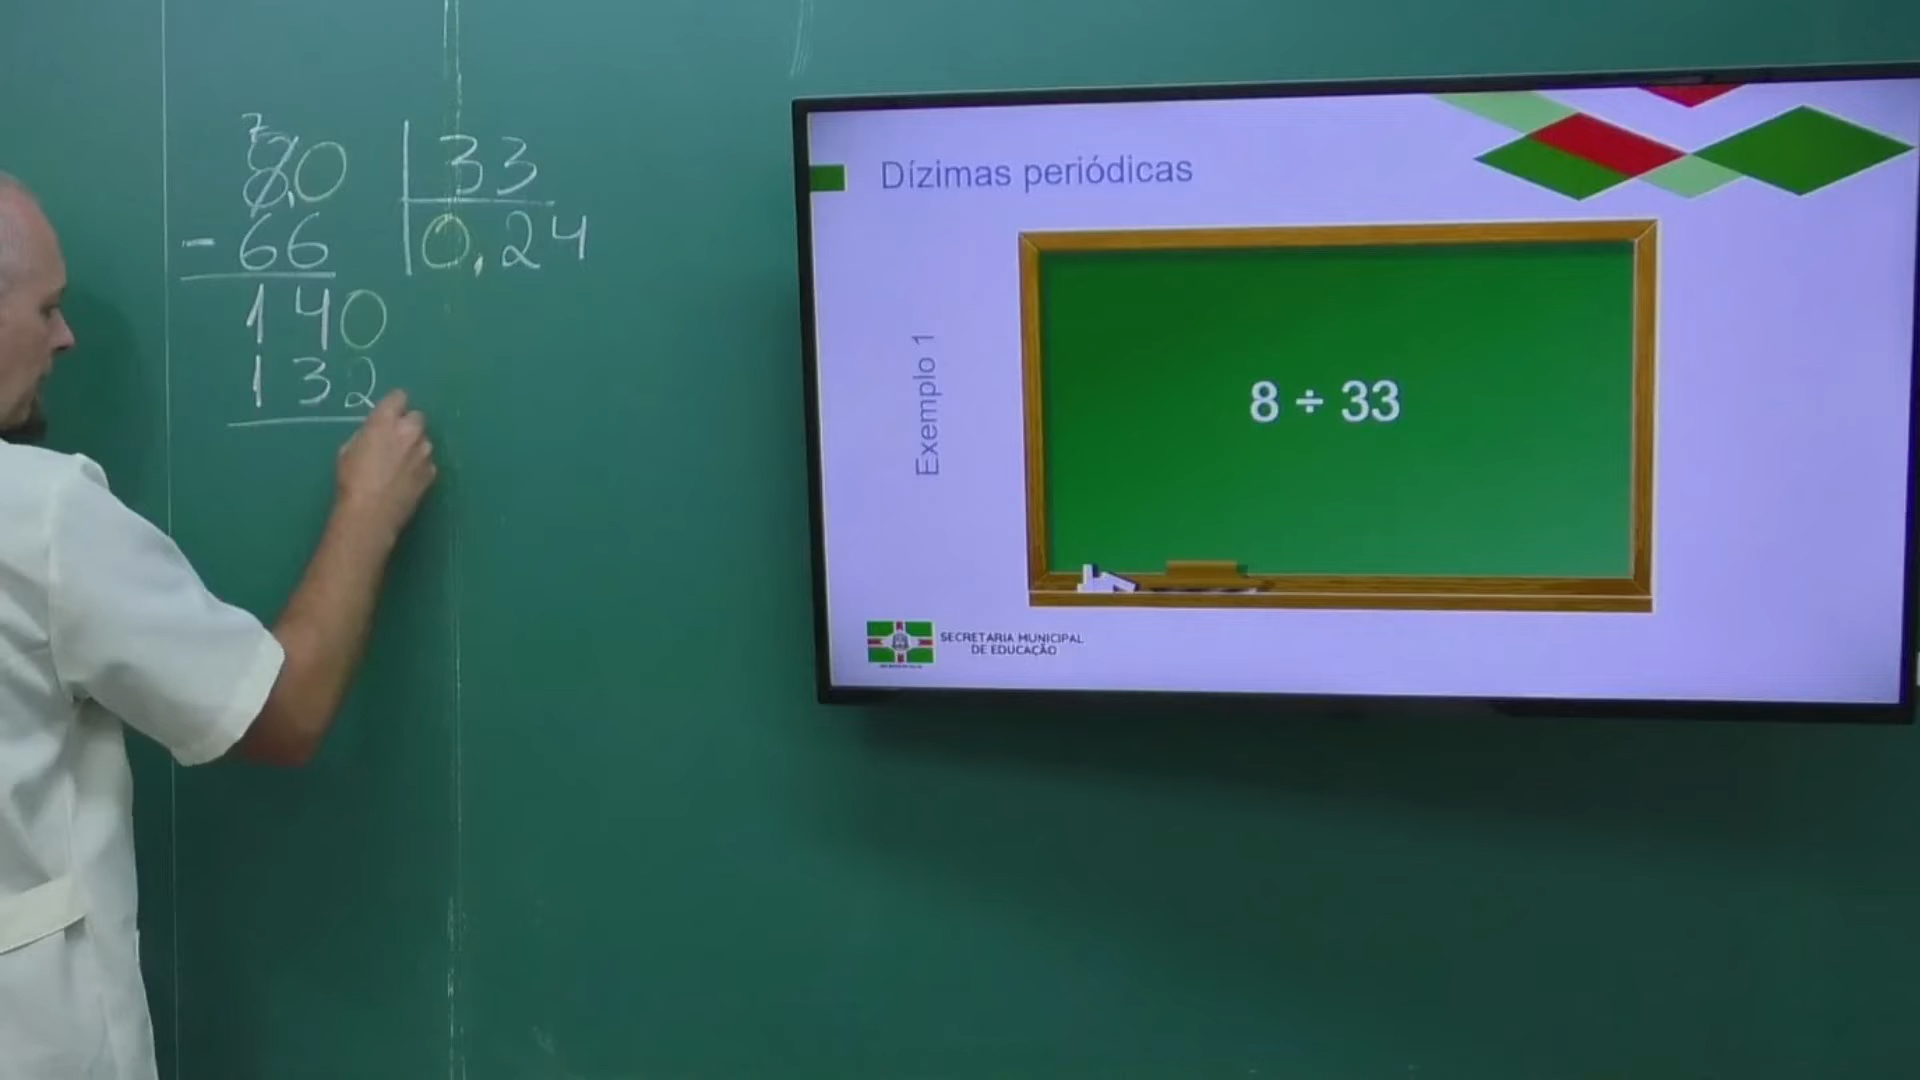 7
80 33
- 66 0,24
140
132
Dízimas periódicas
Exemplo 1
8 ÷ 33
SECRETARIA MUNICIPAL
DE EDUCAÇÃO